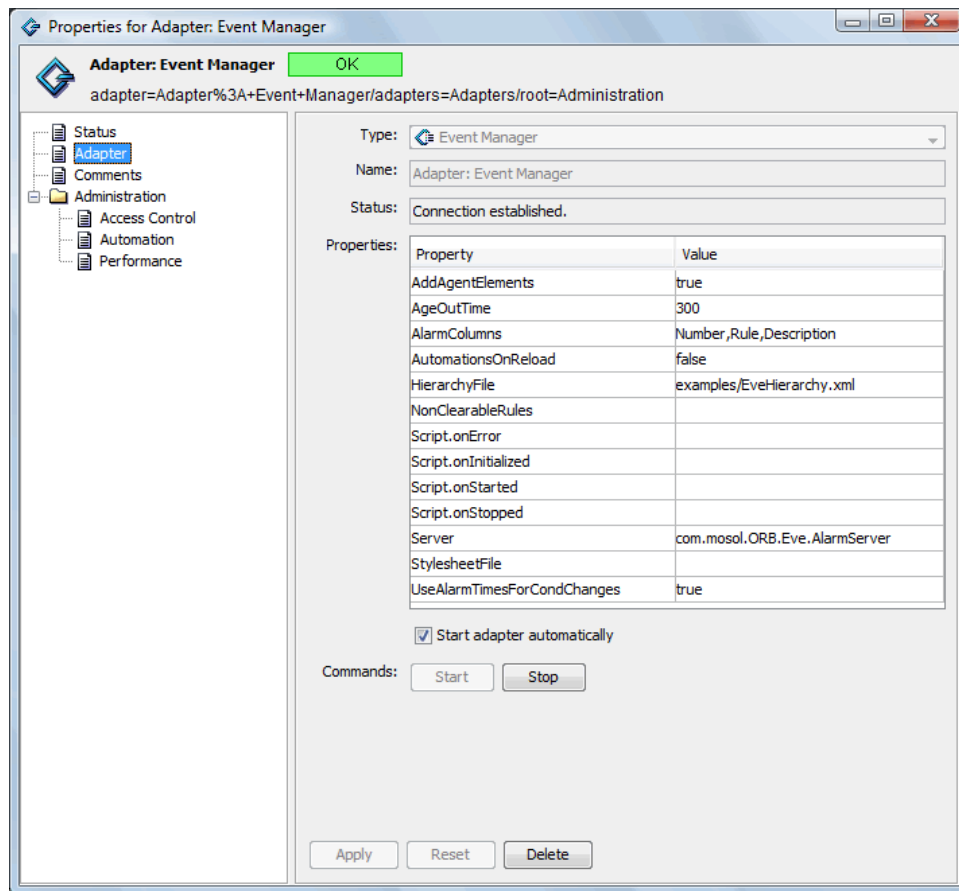 Properties for Adapter: Event Manager
Adapter: Event Manager OK
adapter=Adapter%3A+Event+Manager/adapters=Adapters/root=Administration
Status
Adapter
Comments
Administration
Access Control
Automation
Performance
Type: Event Manager
Name: Adapter: Event Manager
Status: Connection established.
Properties:
Property Value
AddAgentElements true
AgeOutTime 300
AlarmColumns Number,Rule,Description
AutomationsOnReload false
HierarchyFile examples/EveHierarchy.xml
NonClearableRules
Script.onError
Script.onInitialized
Script.onStarted
Script.onStopped
Server com.mosol.ORB.Eve.AlarmServer
StylesheetFile
UseAlarmTimesForCondChanges true
Start adapter automatically
Commands: Start Stop
Apply Reset Delete